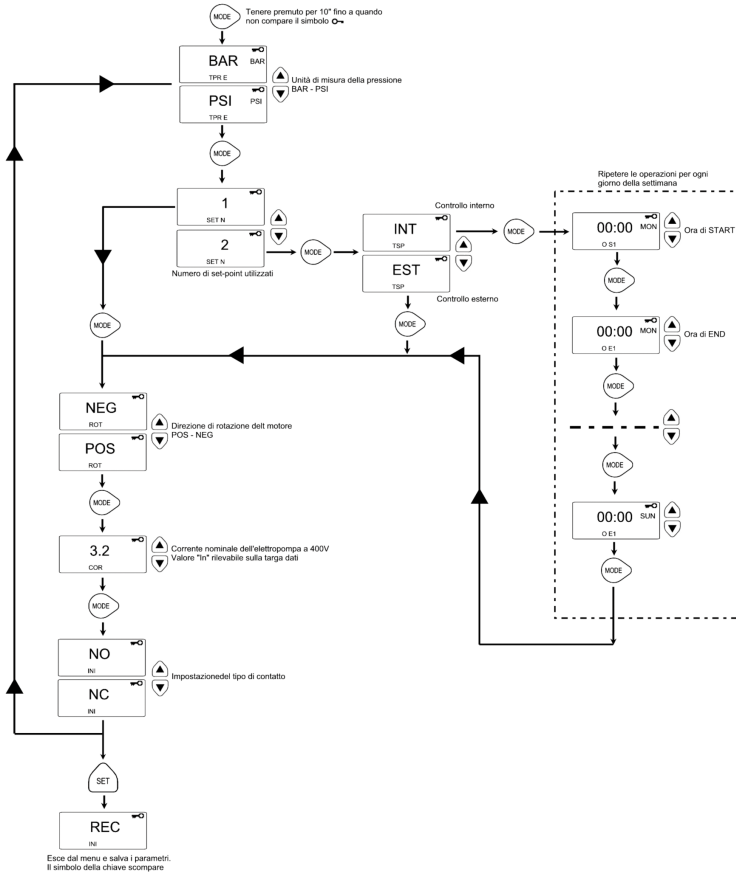 MODE
Tenere premuto per 10" fino a quando
non compare il simbolo
BAR BAR
TPR E
PSI PSI
TPR E
Unità di misura della pressione
BAR - PSI
MODE
1
SET N
2
SET N
Numero di set-point utilizzati
MODE
Controllo interno
INT
TSP
EST
TSP
Controllo esterno
MODE
MODE
Ripetere le operazioni per ogni
giorno della settimana
00:00 MON
O S1
Ora di START
MODE
00:00 MON
O E1
Ora di END
MODE
MODE
00:00 SUN
O E1
MODE
MODE
NEG
ROT
POS
ROT
Direzione di rotazione delt motore
POS - NEG
MODE
3.2
COR
Corrente nominale dell'elettropompa a 400V
Valore "In" rilevabile sulla targa dati
MODE
NO
INI
NC
INI
Impostazionedel tipo di contatto
SET
REC
INI
Esce dal menu e salva i parametri.
Il simbolo della chiave scompare